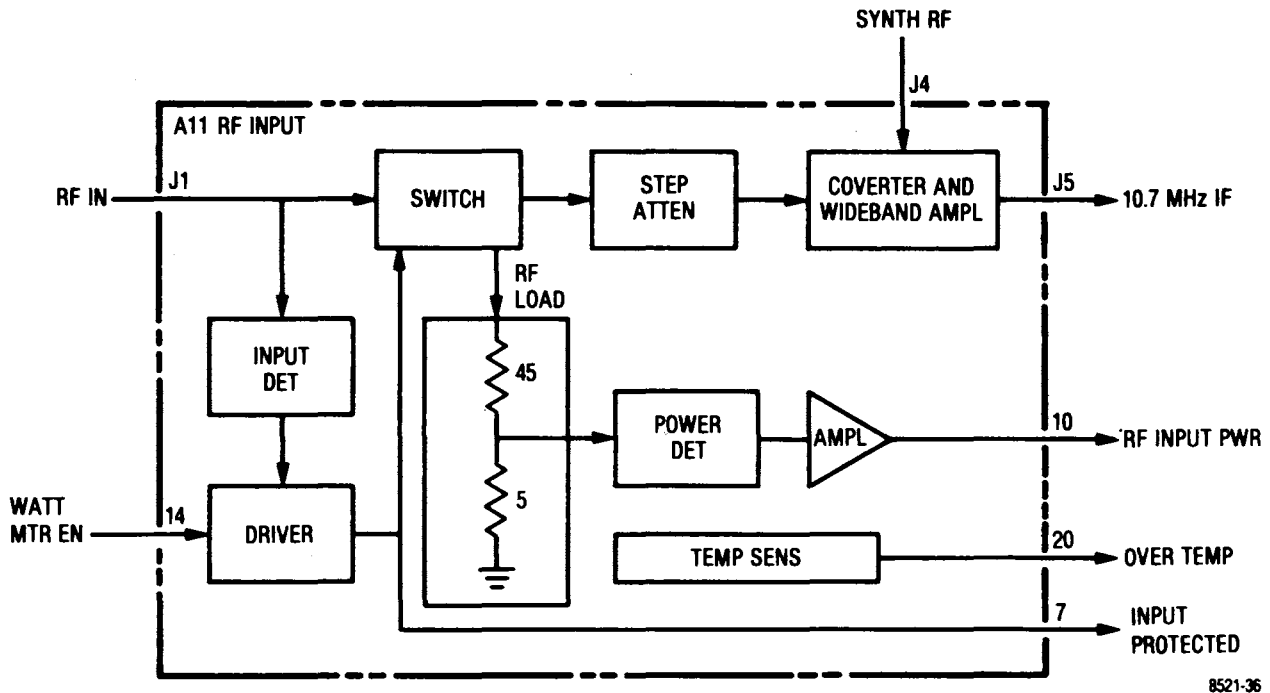 SYNTH RF
J4
A11 RF INPUT
RF IN
J1
SWITCH
STEP
ATTEN
COVERTER AND
WIDEBAND AMPL
J5
10.7 MHz IF
RF
LOAD
INPUT
DET
45
POWER
DET
AMPL
10
RF INPUT PWR
WATT
MTR EN
14
DRIVER
5
TEMP SENS
20
OVER TEMP
7
INPUT
PROTECTED
8521-36